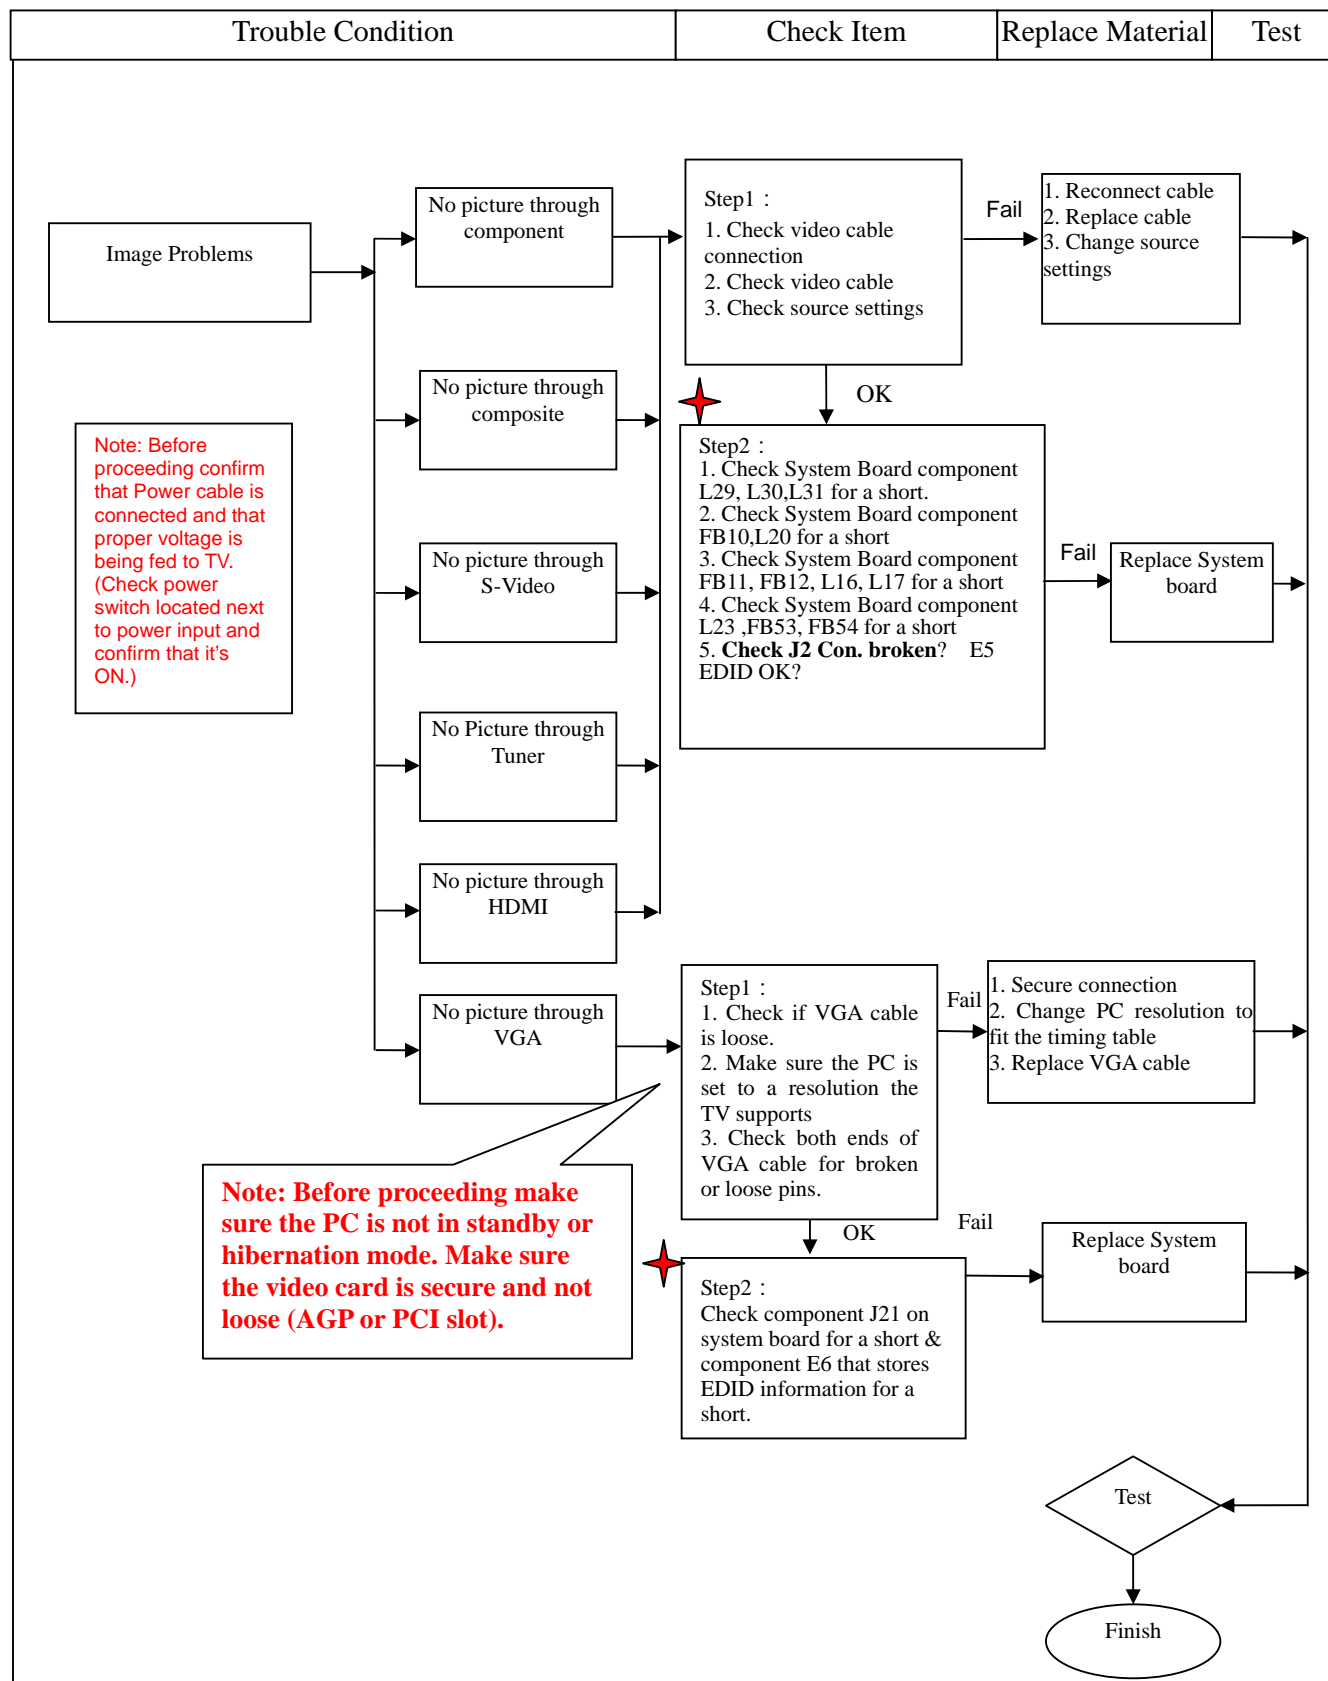 Trouble Condition Check Item Replace Material Test
Image Problems
Note: Before
proceeding confirm
that Power cable is
connected and that
proper voltage is
being fed to TV.
(Check power
switch located next
to power input and
confirm that it’s
ON.)
No picture through
component
No picture through
composite
No picture through
S-Video
No Picture through
Tuner
No picture through
HDMI
No picture through
VGA
Step1：
1. Check video cable
connection
2. Check video cable
3. Check source settings
Fail
1. Reconnect cable
2. Replace cable
3. Change source
settings
OK
Step2：
1. Check System Board component
L29, L30,L31 for a short.
2. Check System Board component
FB10,L20 for a short
3. Check System Board component
FB11, FB12, L16, L17 for a short
4. Check System Board component
L23 ,FB53, FB54 for a short
5. Check J2 Con. broken? E5
EDID OK?
Fail
Replace System
board
Step1：
1. Check if VGA cable
is loose.
2. Make sure the PC is
set to a resolution the
TV supports
3. Check both ends of
VGA cable for broken
or loose pins.
Fail
1. Secure connection
2. Change PC resolution to
fit the timing table
3. Replace VGA cable
Note: Before proceeding make
sure the PC is not in standby or
hibernation mode. Make sure
the video card is secure and not
loose (AGP or PCI slot).
OK
Step2：
Check component J21 on
system board for a short &
component E6 that stores
EDID information for a
short.
Fail
Replace System
board
Test
Finish